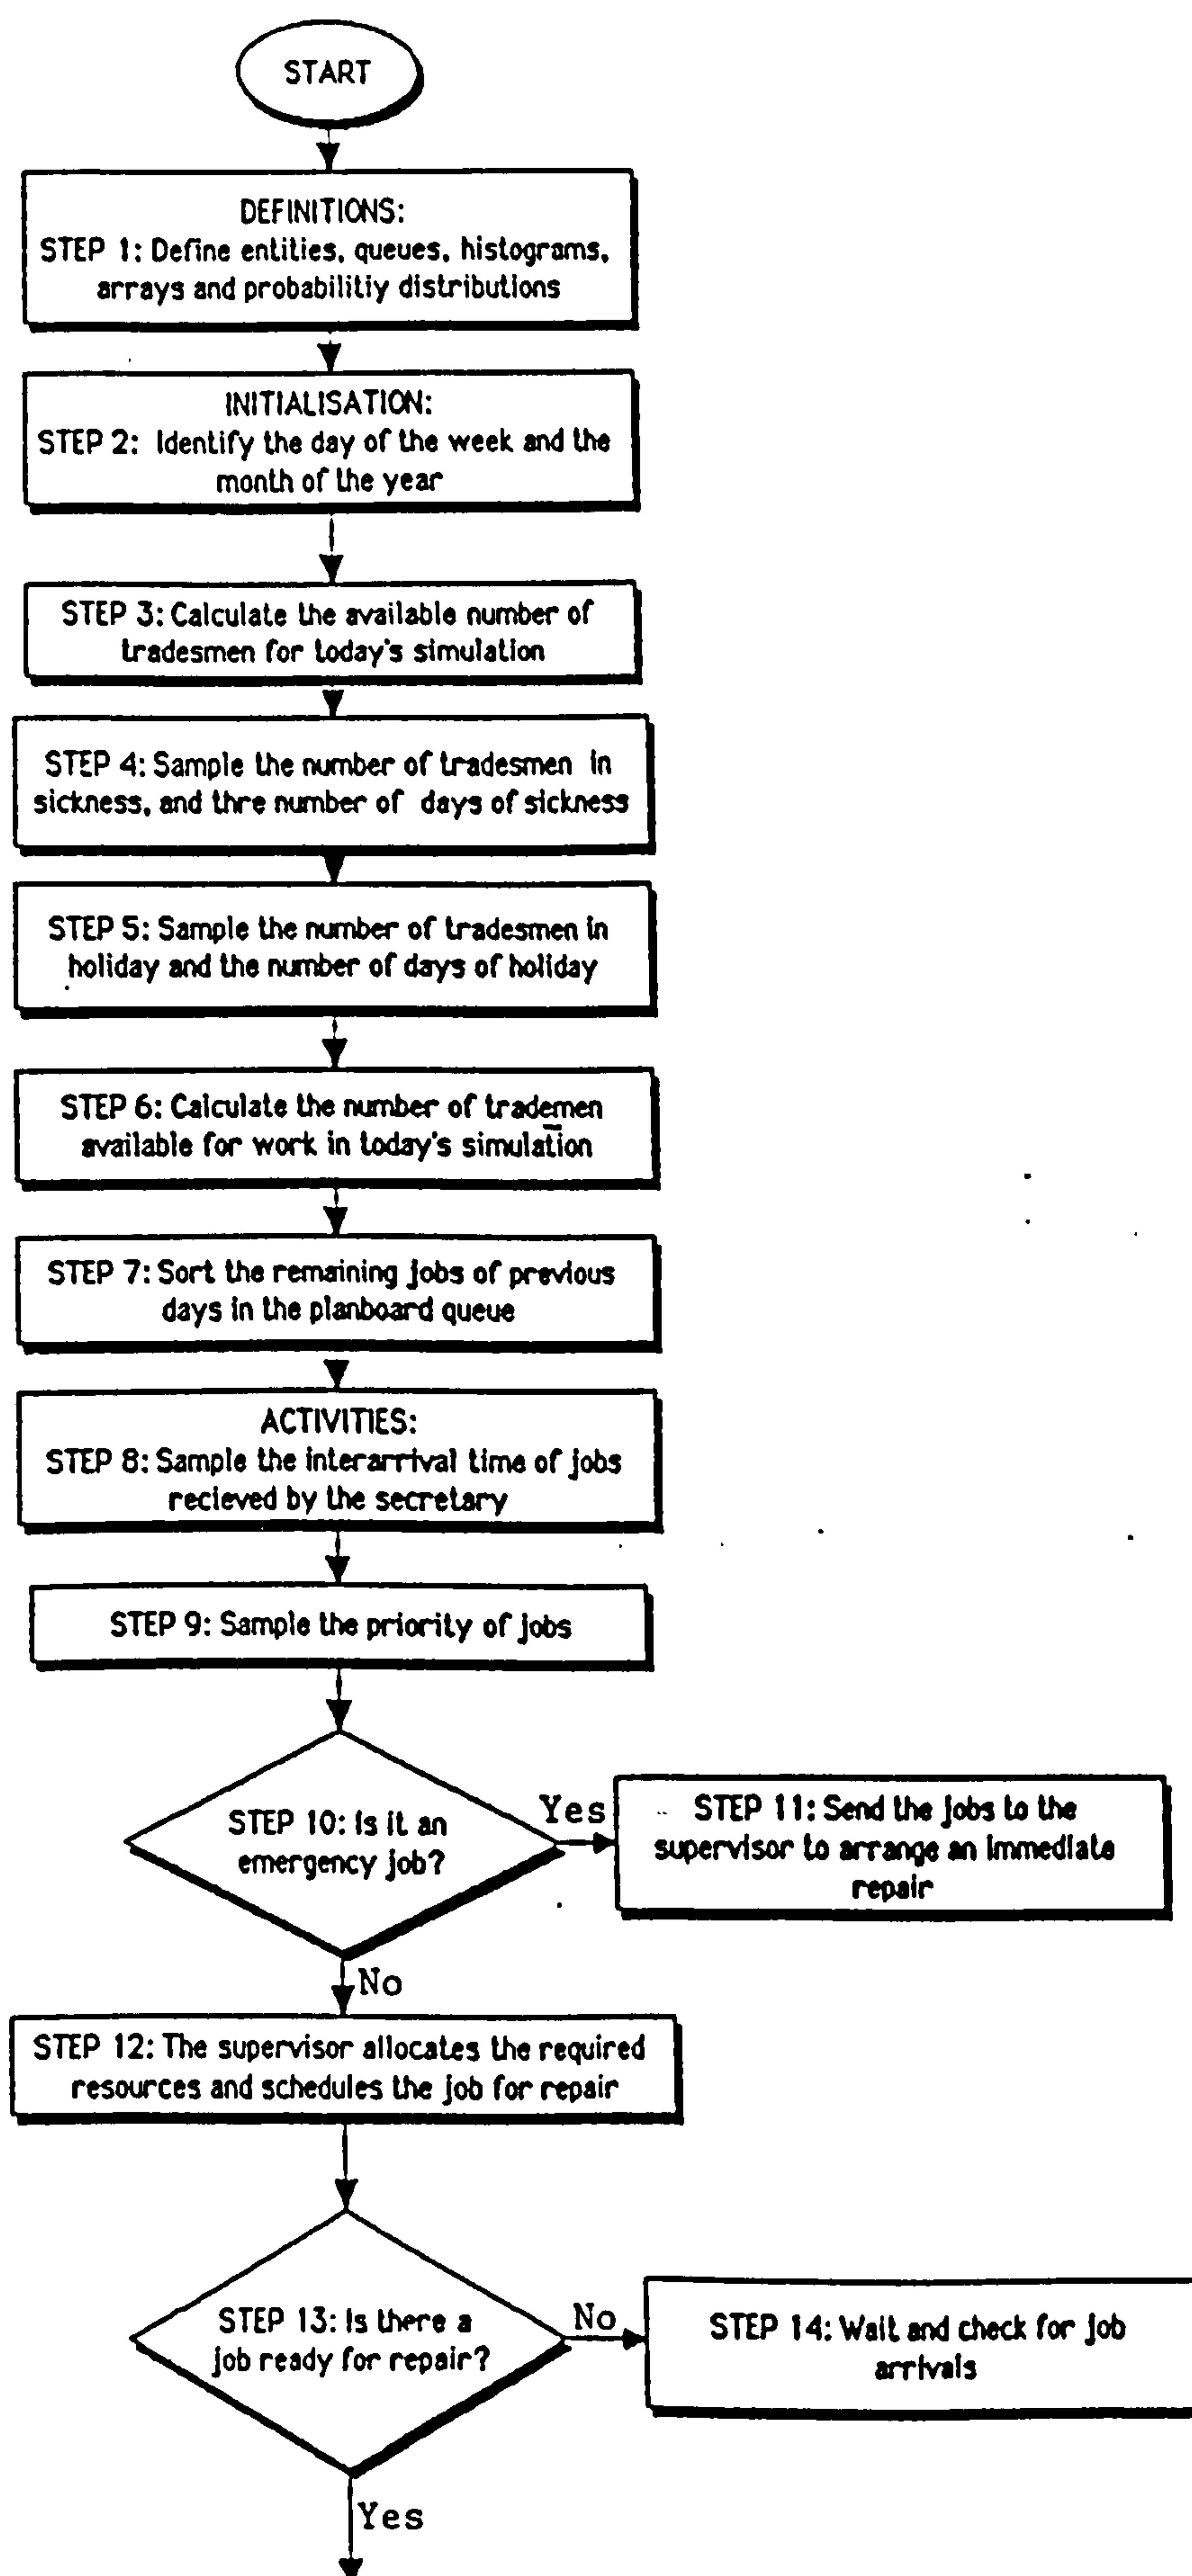 START
DEFINITIONS:
STEP 1: Define entities, queues, histograms,
arrays and probabilitiy distributions
INITIALISATION:
STEP 2: Identify the day of the week and the
month of the year
STEP 3: Calculate the available number of
tradesmen for today's simulation
STEP 4: Sample the number of tradesmen in
sickness, and thre number of days of sickness
STEP 5: Sample the number of tradesmen in
holiday and the number of days of holiday
STEP 6: Calculate the number of trademen
available for work in today's simulation
STEP 7: Sort the remaining jobs of previous
days in the planboard queue
ACTIVITIES:
STEP 8: Sample the interarrival time of jobs
recieved by the secretary
STEP 9: Sample the priority of jobs
STEP 10: Is it an
emergency job?
Yes
STEP 11: Send the jobs to the
supervisor to arrange an immediate
repair
No
STEP 12: The supervisor allocates the required
resources and schedules the job for repair
STEP 13: Is there a
job ready for repair?
No
STEP 14: Wait and check for job
arrivals
Yes